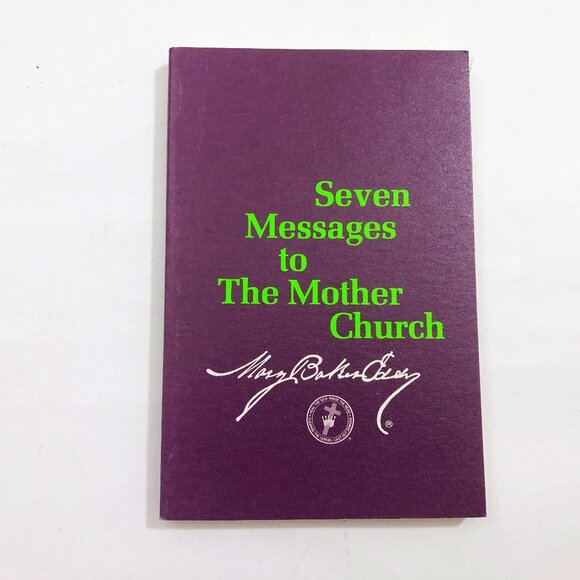 Seven
Messages
to
The Mother
Church
Mary Baker Eddy
®